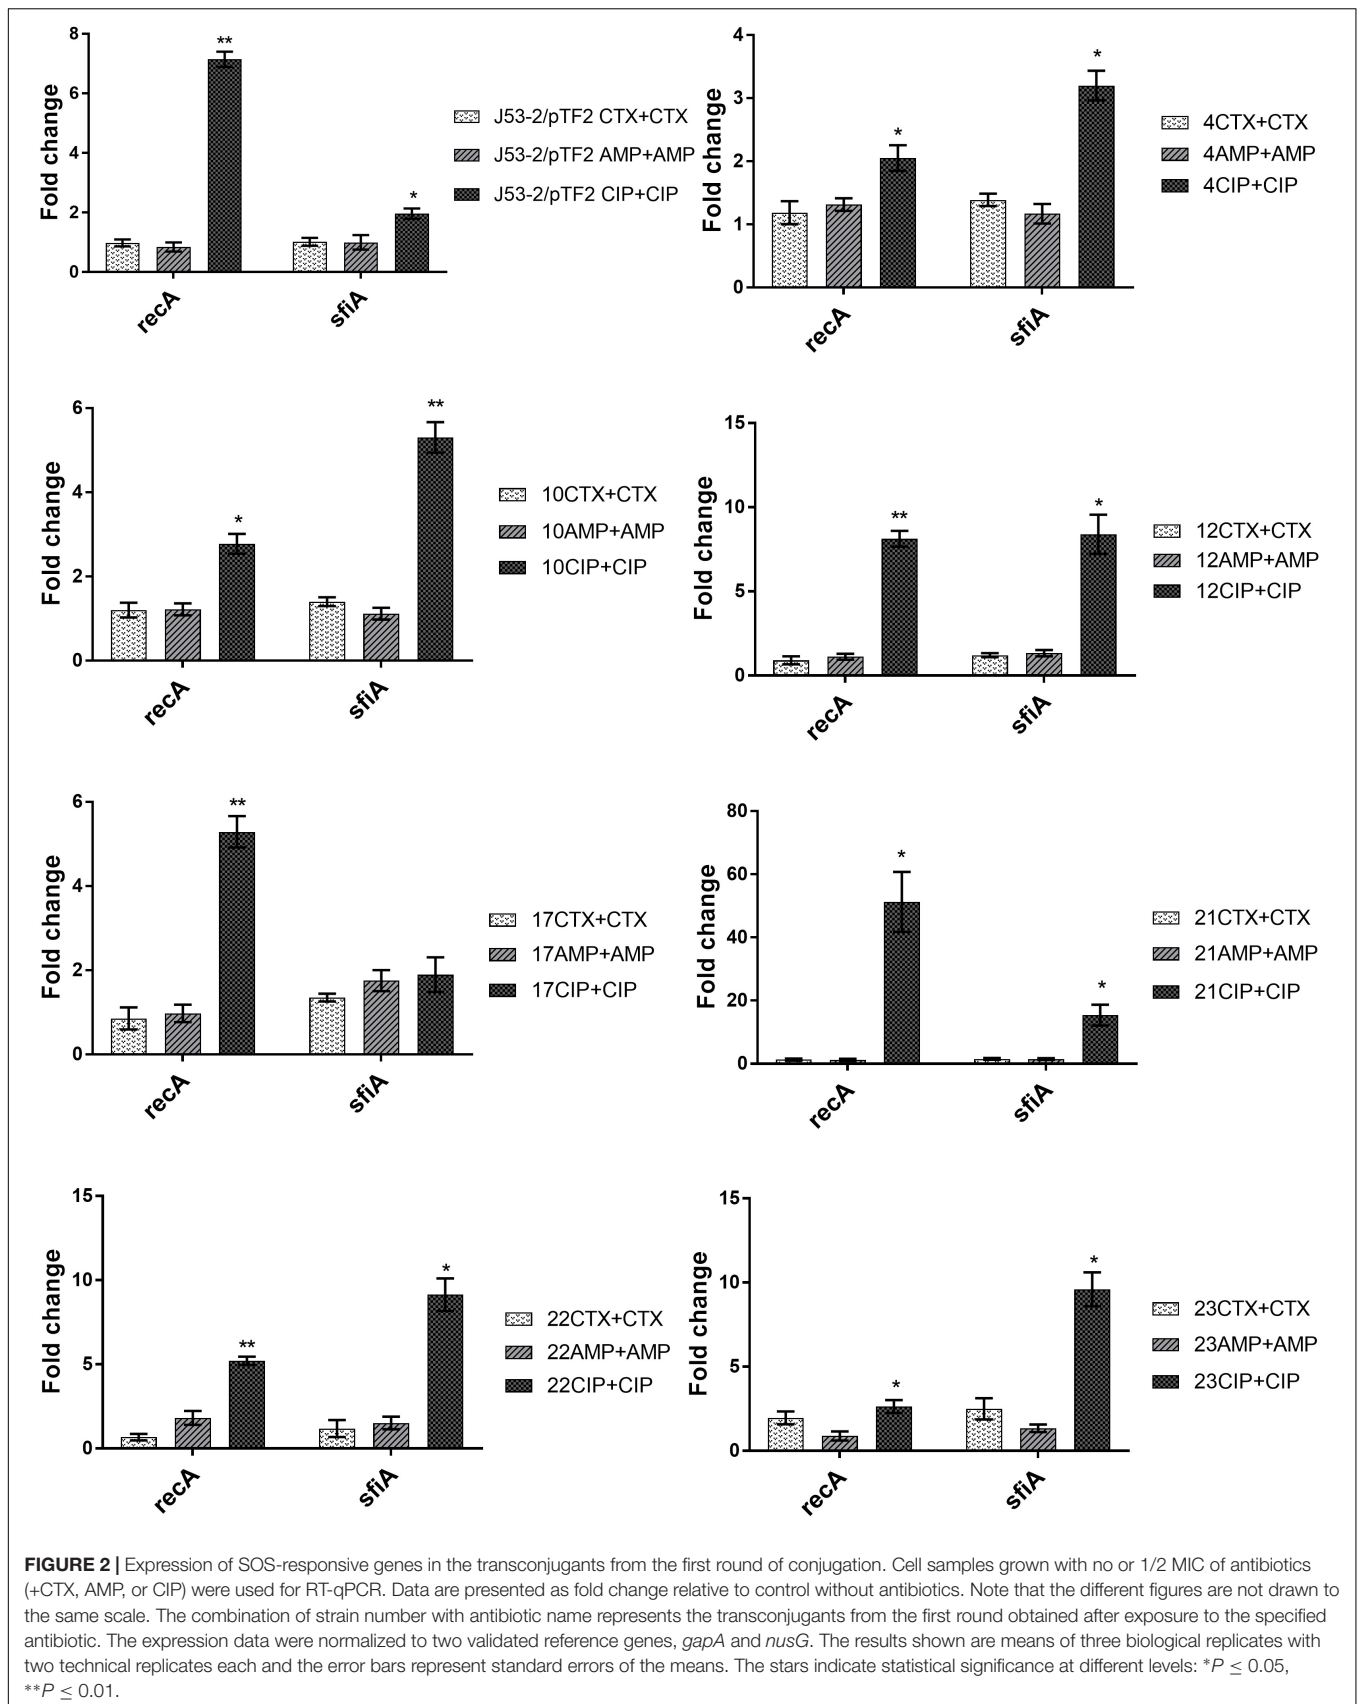 8
6
4
2
0
Fold change
**
*
recA
sfiA
J53-2/pTF2 CTX+CTX
J53-2/pTF2 AMP+AMP
J53-2/pTF2 CIP+CIP
4
3
2
1
0
Fold change
*
*
recA
sfiA
4CTX+CTX
4AMP+AMP
4CIP+CIP
6
4
2
0
Fold change
*
**
recA
sfiA
10CTX+CTX
10AMP+AMP
10CIP+CIP
15
10
5
0
Fold change
**
*
recA
sfiA
12CTX+CTX
12AMP+AMP
12CIP+CIP
6
4
2
0
Fold change
**
recA
sfiA
17CTX+CTX
17AMP+AMP
17CIP+CIP
80
60
40
20
0
Fold change
*
*
recA
sfiA
21CTX+CTX
21AMP+AMP
21CIP+CIP
15
10
5
0
Fold change
**
*
recA
sfiA
22CTX+CTX
22AMP+AMP
22CIP+CIP
15
10
5
0
Fold change
*
*
recA
sfiA
23CTX+CTX
23AMP+AMP
23CIP+CIP
FIGURE 2 | Expression of SOS-responsive genes in the transconjugants from the first round of conjugation. Cell samples grown with no or 1/2 MIC of antibiotics
(+CTX, AMP, or CIP) were used for RT-qPCR. Data are presented as fold change relative to control without antibiotics. Note that the different figures are not drawn to
the same scale. The combination of strain number with antibiotic name represents the transconjugants from the first round obtained after exposure to the specified
antibiotic. The expression data were normalized to two validated reference genes, gapA and nusG. The results shown are means of three biological replicates with
two technical replicates each and the error bars represent standard errors of the means. The stars indicate statistical significance at different levels: *P ≤ 0.05,
**P ≤ 0.01.